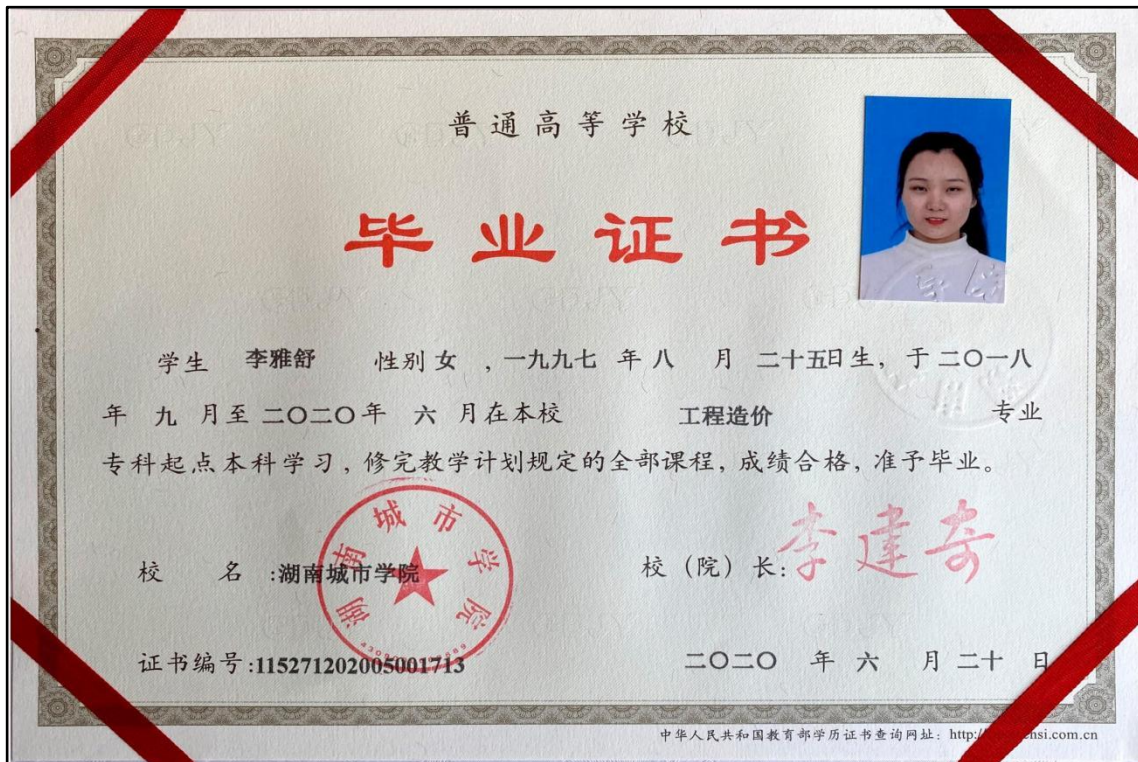 普通高等学校
毕业证书
学生 李雅舒 性别 女 ,一九九七 年 八 月 二十五日生, 于 二〇一八
年 九 月至 二〇二〇年 六 月在本校 工程造价 专业
专科起点本科学习, 修完教学计划规定的全部课程, 成绩合格, 准予毕业。
湖南城市学院
校 名 :湖南城市学院 校(院)长: 李建奇
证书编号:115271202005001713 二〇二〇 年 六 月 二十 日
中华人民共和国教育部学历证书查询网址: